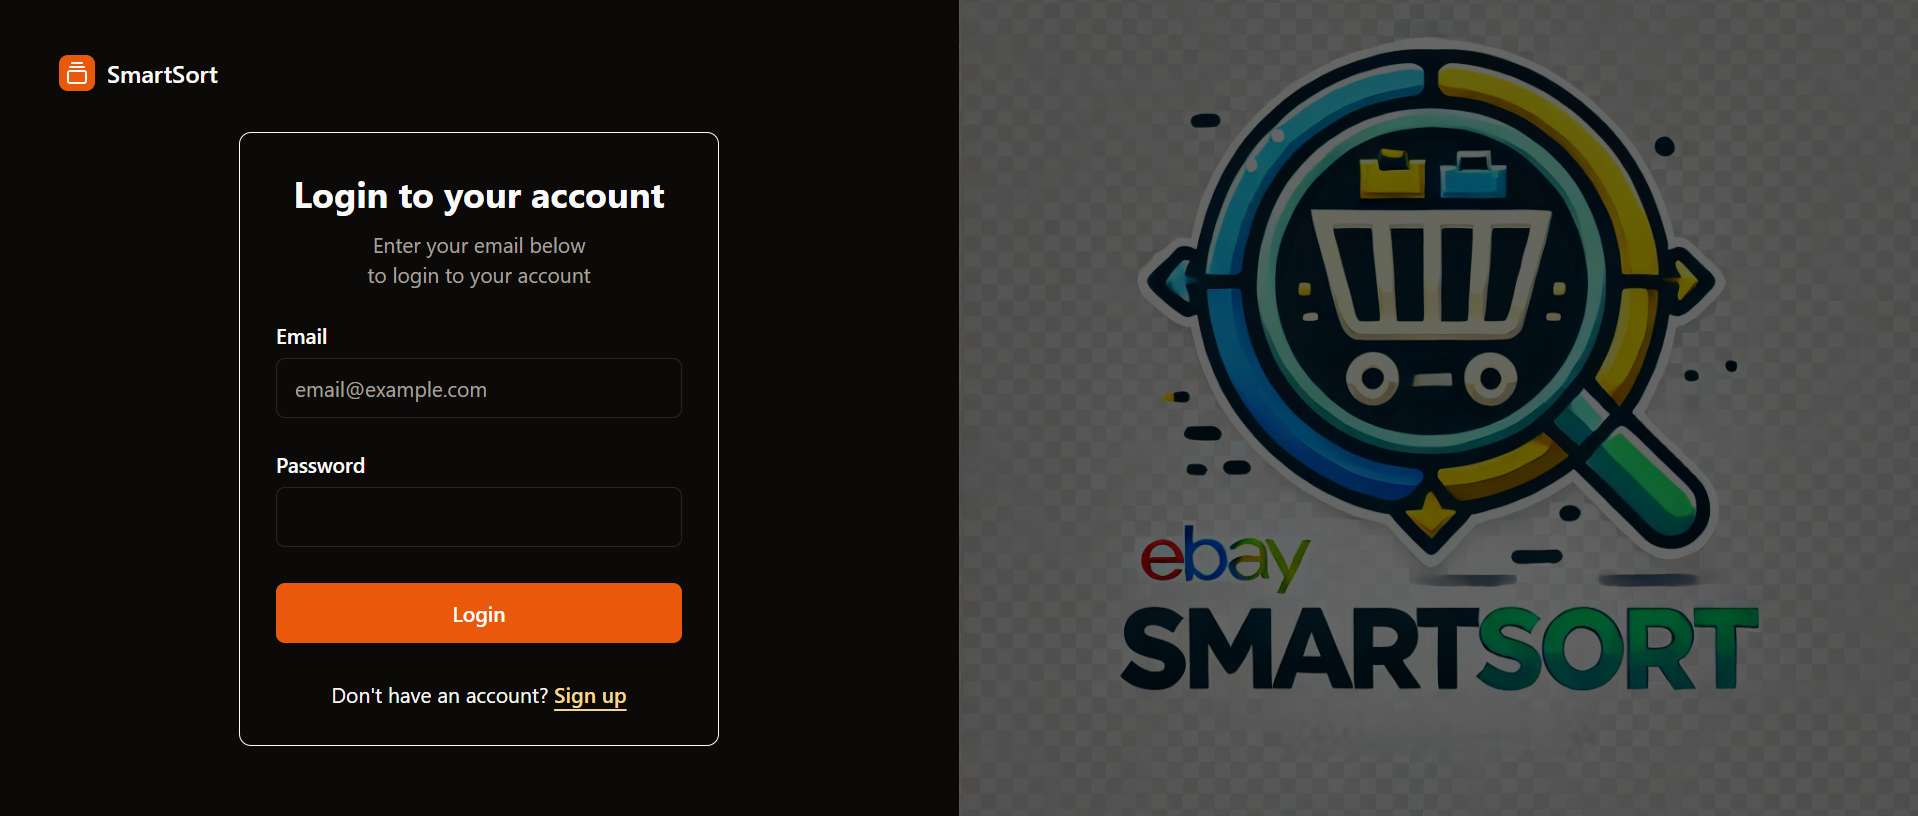 SmartSort
Login to your account
Enter your email below
to login to your account
Email
email@example.com
Password
Login
Don't have an account? Sign up
ebay
SMARTSORT